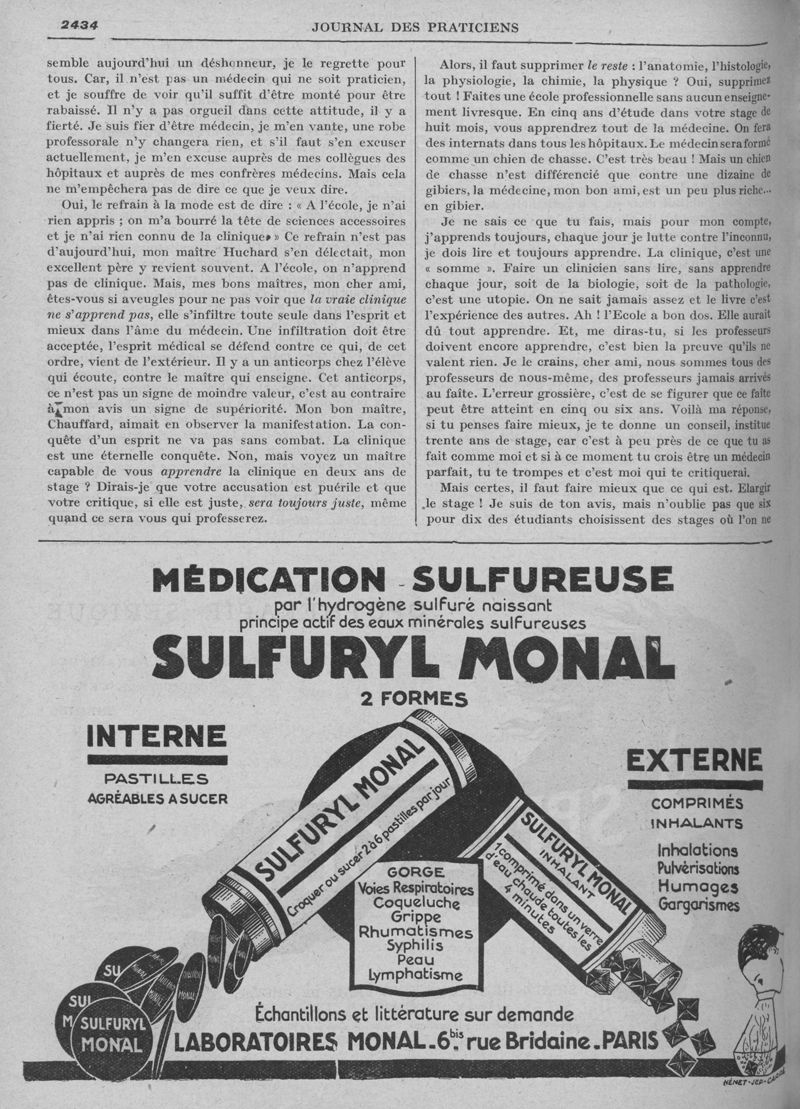 2434
JOURNAL DES PRATICIENS
semble aujourd'hui un déshonneur, je le regrette pour
tous. Car, il n'est pas un médecin qui ne soit praticien,
et je souffre de voir qu'il suffit d'être monté pour être
rabaissé. Il n'y a pas orgueil dans cette attitude, il y a
fierté. Je suis fier d'être médecin, je m'en vante, une robe
professorale n'y changera rien, et s'il faut s'en excuser
actuellement, je m'en excuse auprès de mes collègues des
hôpitaux et auprès de mes confrères médecins. Mais cela
ne m'empêchera pas de dire ce que je veux dire.
Oui, le refrain à la mode est de dire : « A l'école, je n'ai
rien appris ; on m'a bourré la tête de sciences accessoires
et je n'ai rien connu de la clinique. » Ce refrain n'est pas
d'aujourd'hui, mon maître Huchard s'en délectait, mon
excellent père y revient souvent. A l'école, on n'apprend
pas de clinique. Mais, mes bons maîtres, mon cher ami,
êtes-vous si aveugles pour ne pas voir que la vraie clinique
ne s'apprend pas, elle s'infiltre toute seule dans l'esprit et
mieux dans l'âme du médecin. Une infiltration doit être
acceptée, l'esprit médical se défend contre ce qui, de cet
ordre, vient de l'extérieur. Il y a un anticorps chez l'élève
qui écoute, contre le maître qui enseigne. Cet anticorps,
ce n'est pas un signe de moindre valeur, c'est au contraire
à mon avis un signe de supériorité. Mon bon maître,
Chauffard, aimait en observer la manifestation. La con-
quête d'un esprit ne va pas sans combat. La clinique
est une éternelle conquête. Non, mais voyez un maître
capable de vous apprendre la clinique en deux ans de
stage ? Dirais-je que votre accusation est puérile et que
votre critique, si elle est juste, sera toujours juste, même
quand ce sera vous qui professerez.
Alors, il faut supprimer le reste : l'anatomie, l'histologie,
la physiologie, la chimie, la physique ? Oui, supprimez
tout ! Faites une école professionnelle sans aucun enseigne-
ment livresque. En cinq ans d'étude dans votre stage de
huit mois, vous apprendrez tout de la médecine. On fera
des internats dans tous les hôpitaux. Le médecin sera formé
comme un chien de chasse. C'est très beau ! Mais un chien
de chasse n'est différencié que contre une dizaine de
gibiers, la médecine, mon bon ami, est un peu plus riche...
en gibier.
Je ne sais ce que tu fais, mais pour mon compte,
j'apprends toujours, chaque jour je lutte contre l'inconnu,
je dois lire et toujours apprendre. La clinique, c'est une
« somme ». Faire un clinicien sans lire, sans apprendre
chaque jour, soit de la biologie, soit de la pathologie,
c'est une utopie. On ne sait jamais assez et le livre c'est
l'expérience des autres. Ah ! l'Ecole a bon dos. Elle aurait
dû tout apprendre. Et, me diras-tu, si les professeurs
doivent encore apprendre, c'est bien la preuve qu'ils ne
valent rien. Je le crains, cher ami, nous sommes tous des
professeurs de nous-même, des professeurs jamais arrivés
au faîte. L'erreur grossière, c'est de se figurer que ce faîte
peut être atteint en cinq ou six ans. Voilà ma réponse,
si tu penses faire mieux, je te donne un conseil, institue
trente ans de stage, car c'est à peu près de ce que tu as
fait comme moi et si à ce moment tu crois être un médecin
parfait, tu te trompes et c'est moi qui te critiquerai.
Mais certes, il faut faire mieux que ce qui est. Elargir
le stage ! Je suis de ton avis, mais n'oublie pas que six
pour dix des étudiants choisissent des stages où l'on ne
MÉDICATION - SULFUREUSE
par l'hydrogène sulfuré naissant
principe actif des eaux minérales sulfureuses
SULFURYL MONAL
2 FORMES
INTERNE
PASTILLES
AGRÉABLES A SUCER
EXTERNE
COMPRIMÉS
INHALANTS
Inhalations
Pulvérisations
Humages
Gargarismes
SULFURYL MONAL
Croquer ou sucer 2 à 6 pastilles par jour
SULFURYL MONAL
INHALANT
1 comprimé dans un verre
d'eau chaude toutes les
4 minutes
GORGE
Voies Respiratoires
Coqueluche
Grippe
Rhumatismes
Syphilis
Peau
Lymphatisme
SU
SUL
M
SULFURYL
MONAL
Échantillons et littérature sur demande
LABORATOIRES MONAL.6bis rue Bridaine.PARIS